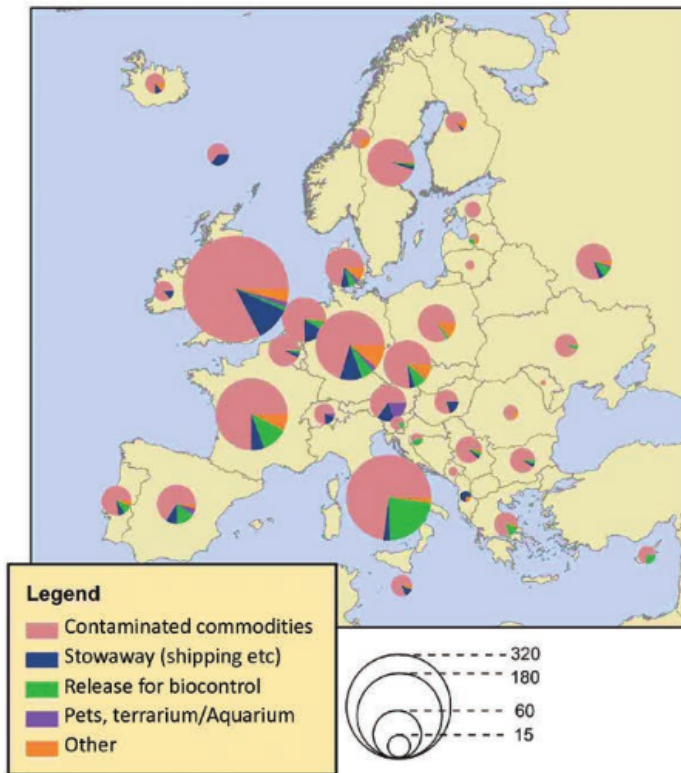 Legend
Contaminated commodities
Stowaway (shipping etc)
Release for biocontrol
Pets, terrarium/Aquarium
Other
320
180
60
15